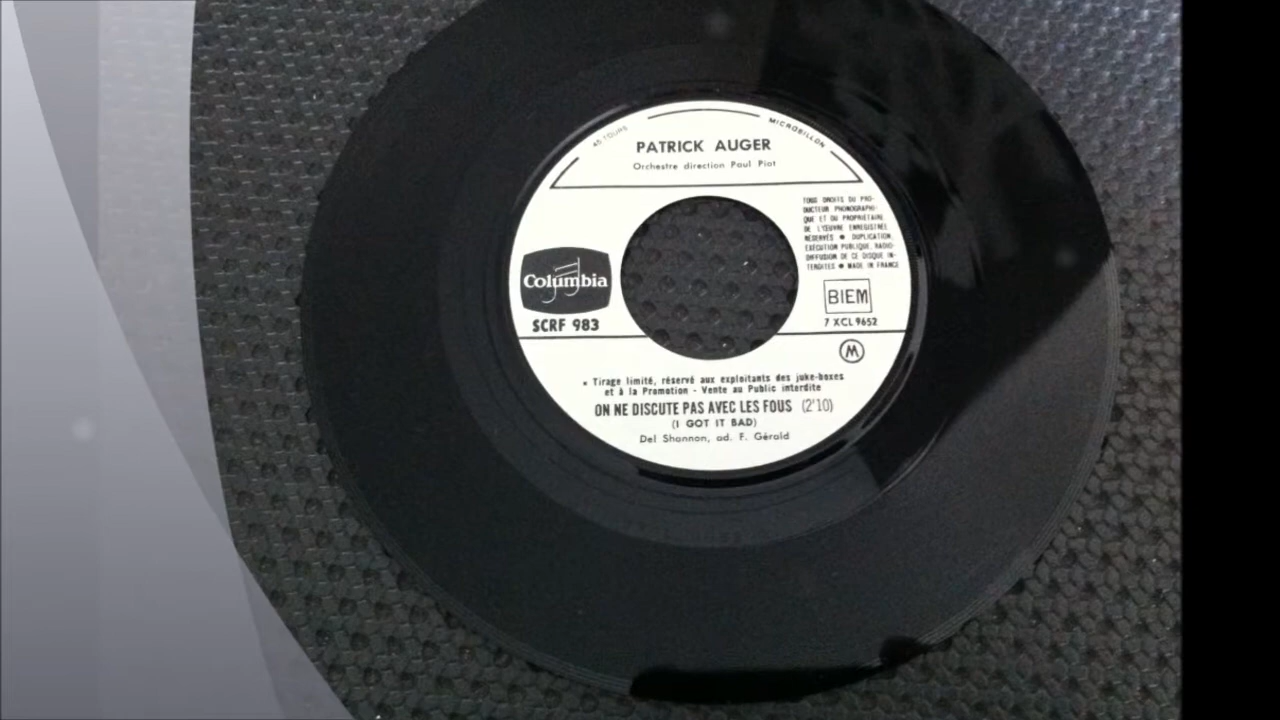 45 TOURS
MICROSILLON
PATRICK AUGER
Orchestre direction Paul Piot
TOUS DROITS DU PRO-
DUCTEUR PHONOGRAPHI-
QUE ET DU PROPRIÉTAIRE
DE L'ŒUVRE ENREGISTRÉE
RÉSERVÉS ● DUPLICATION,
EXÉCUTION PUBLIQUE, RADIO-
DIFFUSION DE CE DISQUE IN-
TERDITES ● MADE IN FRANCE
Columbia
BIEM
SCRF 983
7 XCL 9652
M
• Tirage limité, réservé aux exploitants des juke-boxes
et à la Promotion - Vente au Public interdite
ON NE DISCUTE PAS AVEC LES FOUS (2'10)
(I GOT IT BAD)
Del Shannon, ad. F. Gérald